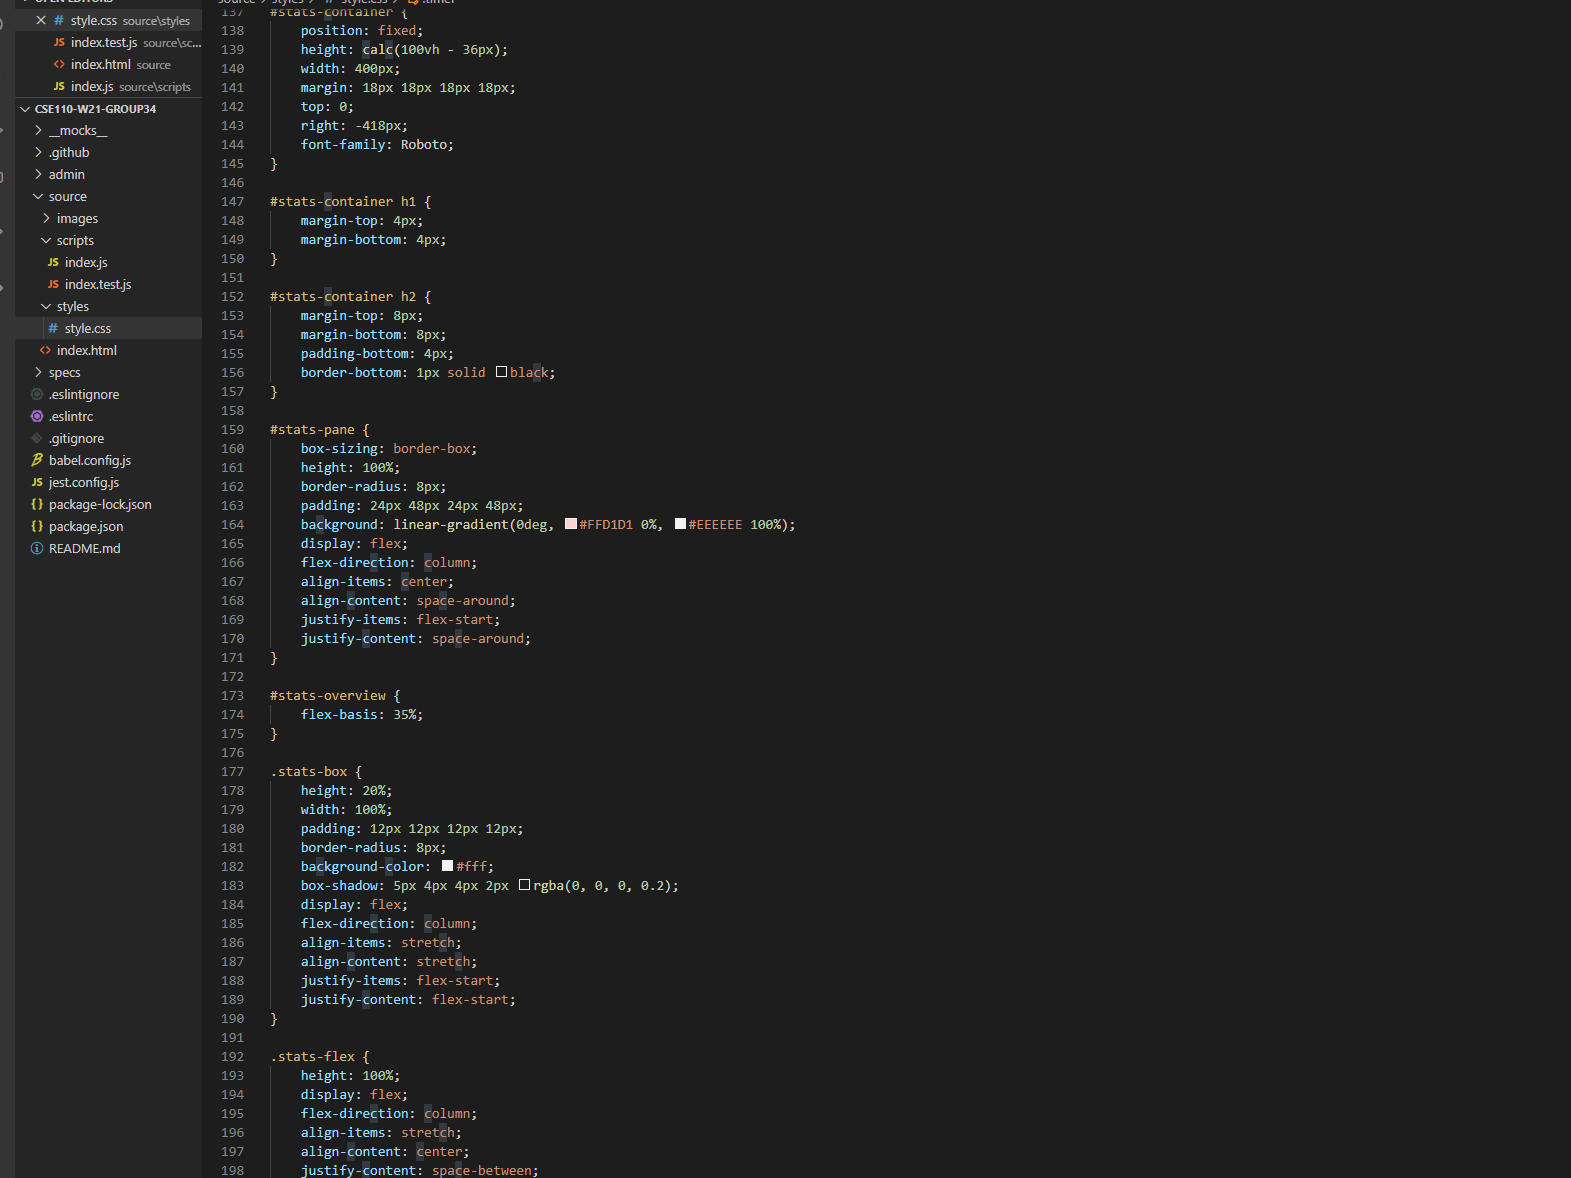 OPEN EDITORS
style.css source\styles
index.test.js source\sc...
index.html source
index.js source\scripts
CSE110-W21-GROUP34
__mocks__
.github
admin
source
images
scripts
index.js
index.test.js
styles
style.css
index.html
specs
.eslintignore
.eslintrc
.gitignore
babel.config.js
jest.config.js
package-lock.json
package.json
README.md
source > styles > # style.css > .timer
137 #stats-container {
138     position: fixed;
139     height: calc(100vh - 36px);
140     width: 400px;
141     margin: 18px 18px 18px 18px;
142     top: 0;
143     right: -418px;
144     font-family: Roboto;
145 }
146
147 #stats-container h1 {
148     margin-top: 4px;
149     margin-bottom: 4px;
150 }
151
152 #stats-container h2 {
153     margin-top: 8px;
154     margin-bottom: 8px;
155     padding-bottom: 4px;
156     border-bottom: 1px solid black;
157 }
158
159 #stats-pane {
160     box-sizing: border-box;
161     height: 100%;
162     border-radius: 8px;
163     padding: 24px 48px 24px 48px;
164     background: linear-gradient(0deg, #FFD1D1 0%, #EEEEEE 100%);
165     display: flex;
166     flex-direction: column;
167     align-items: center;
168     align-content: space-around;
169     justify-items: flex-start;
170     justify-content: space-around;
171 }
172
173 #stats-overview {
174     flex-basis: 35%;
175 }
176
177 .stats-box {
178     height: 20%;
179     width: 100%;
180     padding: 12px 12px 12px 12px;
181     border-radius: 8px;
182     background-color: #fff;
183     box-shadow: 5px 4px 4px 2px rgba(0, 0, 0, 0.2);
184     display: flex;
185     flex-direction: column;
186     align-items: stretch;
187     align-content: stretch;
188     justify-items: flex-start;
189     justify-content: flex-start;
190 }
191
192 .stats-flex {
193     height: 100%;
194     display: flex;
195     flex-direction: column;
196     align-items: stretch;
197     align-content: center;
198     justify-content: space-between;